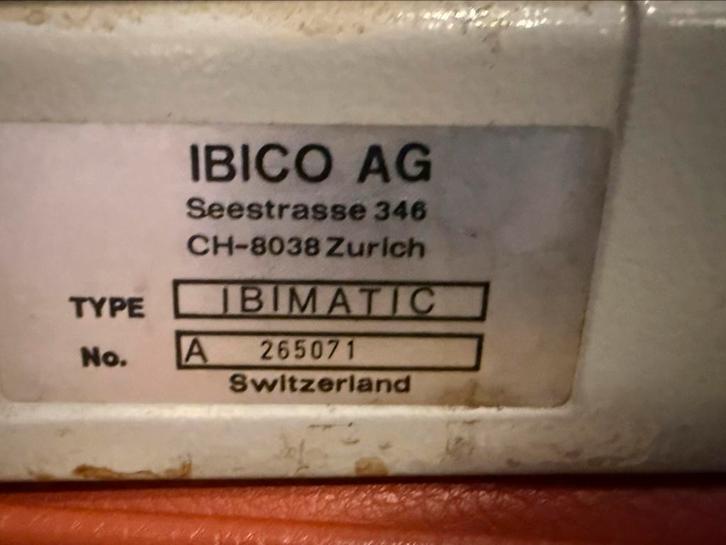 IBICO AG
Seestrasse 346
CH-8038 Zurich
TYPE IBIMATIC
No. A 265071
Switzerland